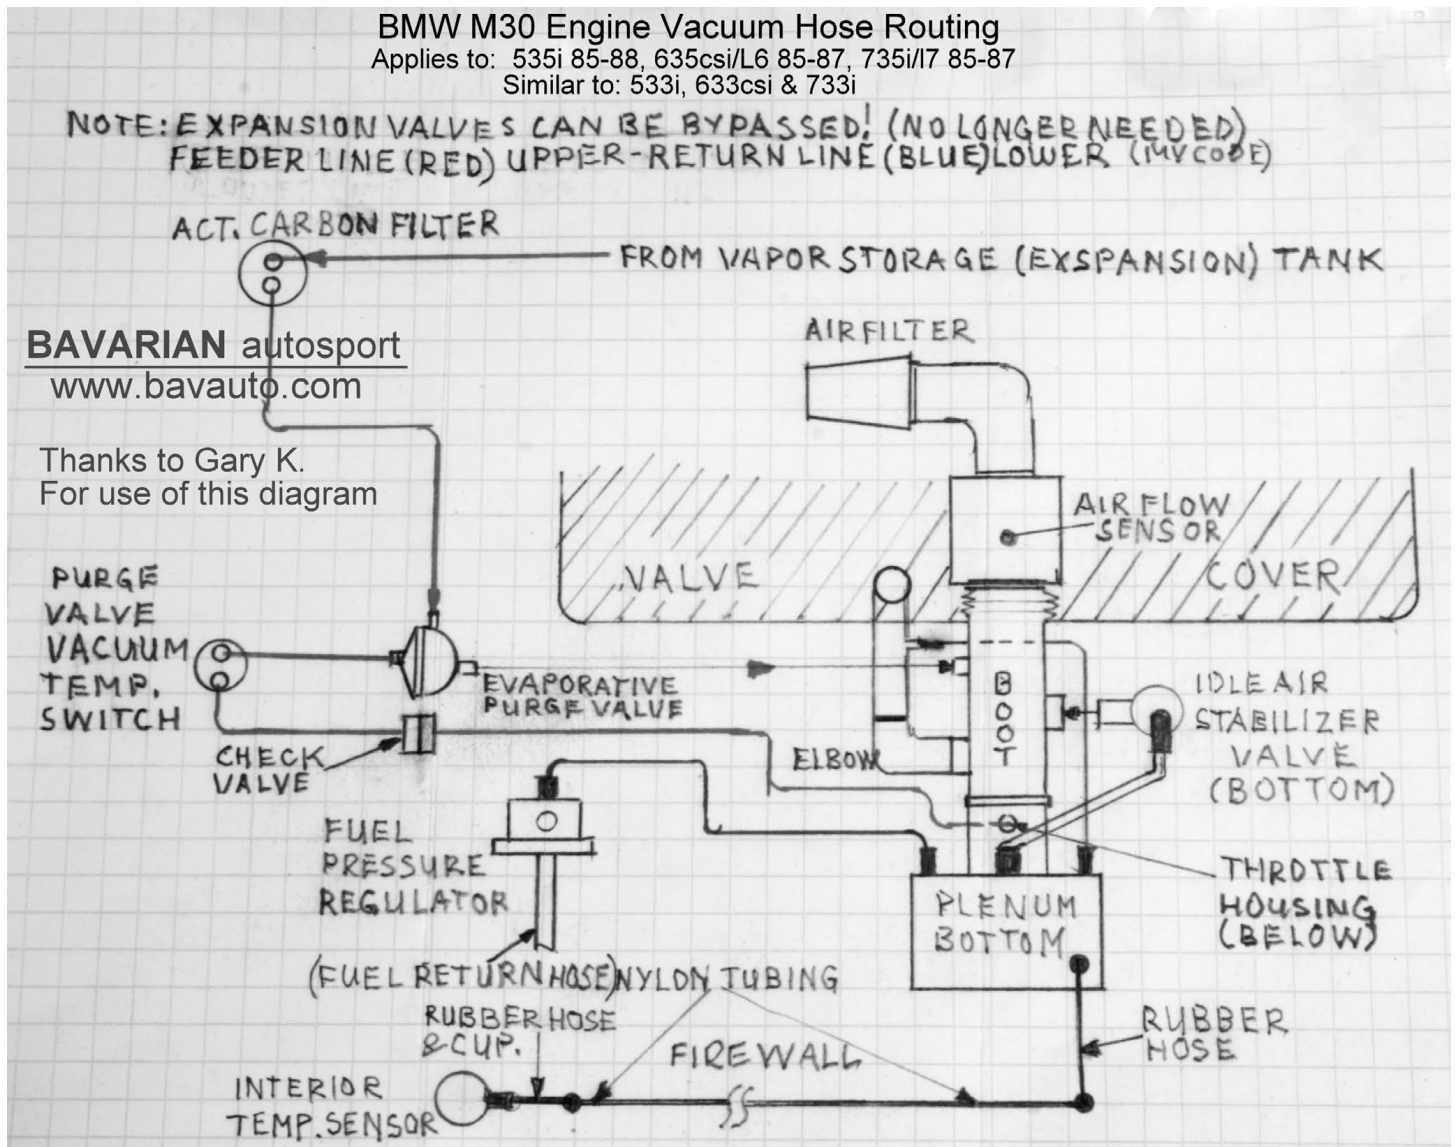 BMW M30 Engine Vacuum Hose Routing
Applies to: 535i 85-88, 635csi/L6 85-87, 735i/l7 85-87
Similar to: 533i, 633csi & 733i
NOTE: EXPANSION VALVES CAN BE BYPASSED! (NO LONGER NEEDED)
FEEDER LINE (RED) UPPER-RETURN LINE (BLUE) LOWER (MY CODE)
ACT. CARBON FILTER
FROM VAPOR STORAGE (EXSPANSION) TANK
BAVARIAN autosport
www.bavauto.com
AIR FILTER
Thanks to Gary K.
For use of this diagram
AIR FLOW
SENSOR
VALVE
COVER
PURGE
VALVE
VACUUM
TEMP.
SWITCH
EVAPORATIVE
PURGE VALVE
BOOT
IDLE AIR
STABILIZER
VALVE
(BOTTOM)
CHECK
VALVE
ELBOW
FUEL
PRESSURE
REGULATOR
THROTTLE
HOUSING
(BELOW)
PLENUM
BOTTOM
(FUEL RETURN HOSE)
NYLON TUBING
RUBBER HOSE
& CUP.
FIREWALL
RUBBER
HOSE
INTERIOR
TEMP. SENSOR